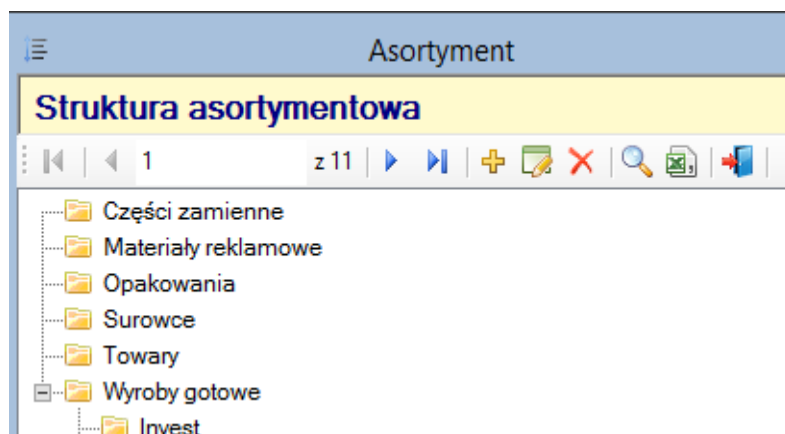 Asortyment
Struktura asortymentowa
1 z 11
Części zamienne
Materiały reklamowe
Opakowania
Surowce
Towary
Wyroby gotowe
Invest